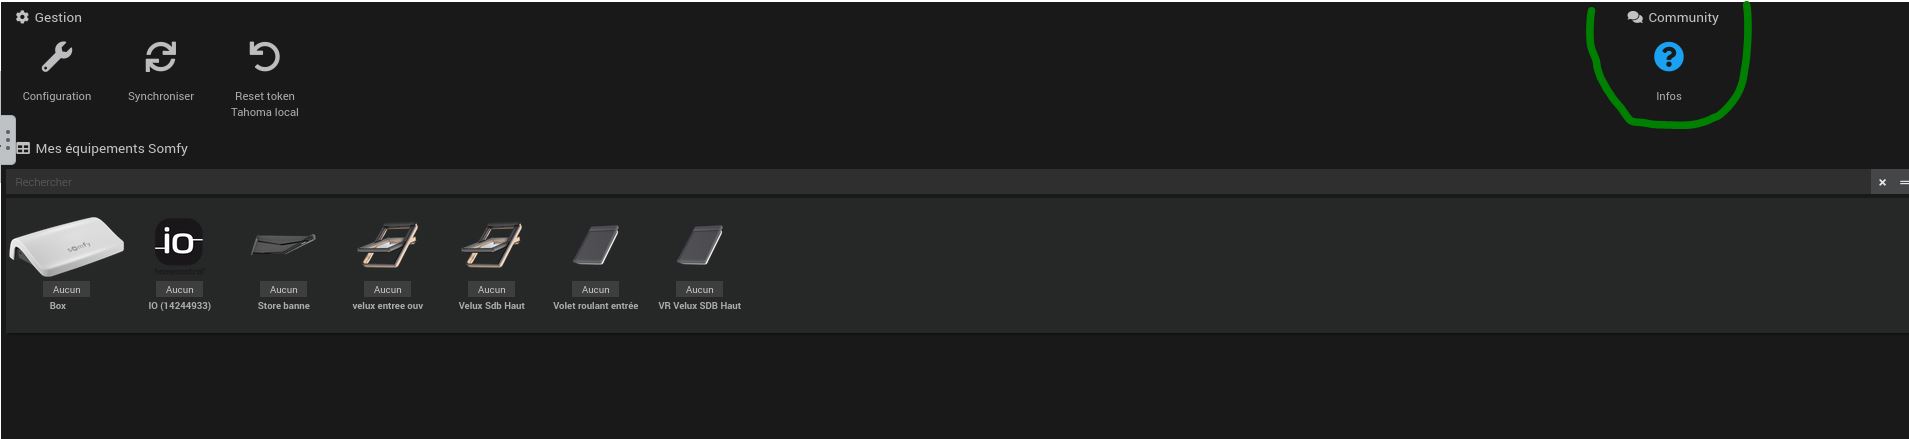 Gestion
Community
Configuration
Synchroniser
Reset token
Tahoma local
Infos
Mes équipements Somfy
Rechercher
somfy
io
homecontrol
Aucun
Aucun
Aucun
Aucun
Aucun
Aucun
Aucun
Box
IO (14244933)
Store banne
velux entree ouv
Velux Sdb Haut
Volet roulant entrée
VR Velux SDB Haut